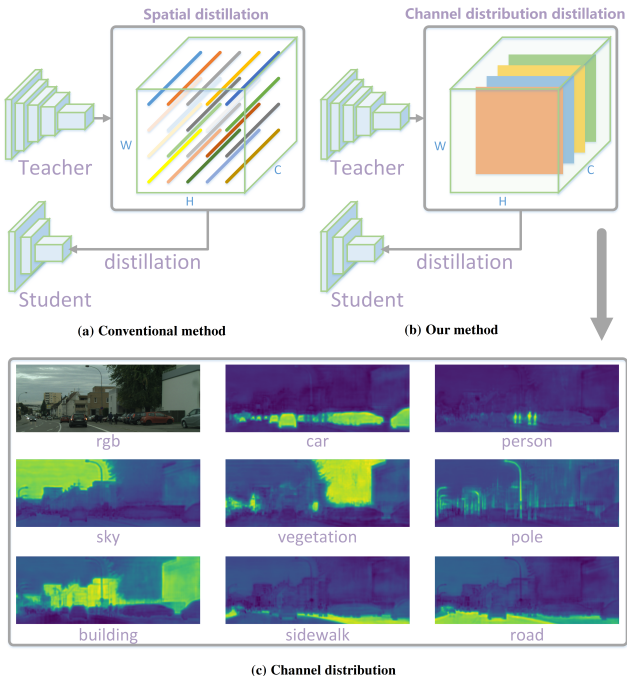 Spatial distillation
Channel distribution distillation
W
H
C
W
H
C
Teacher
Teacher
distillation
distillation
Student
Student
(a) Conventional method
(b) Our method
rgb
car
person
sky
vegetation
pole
building
sidewalk
road
(c) Channel distribution